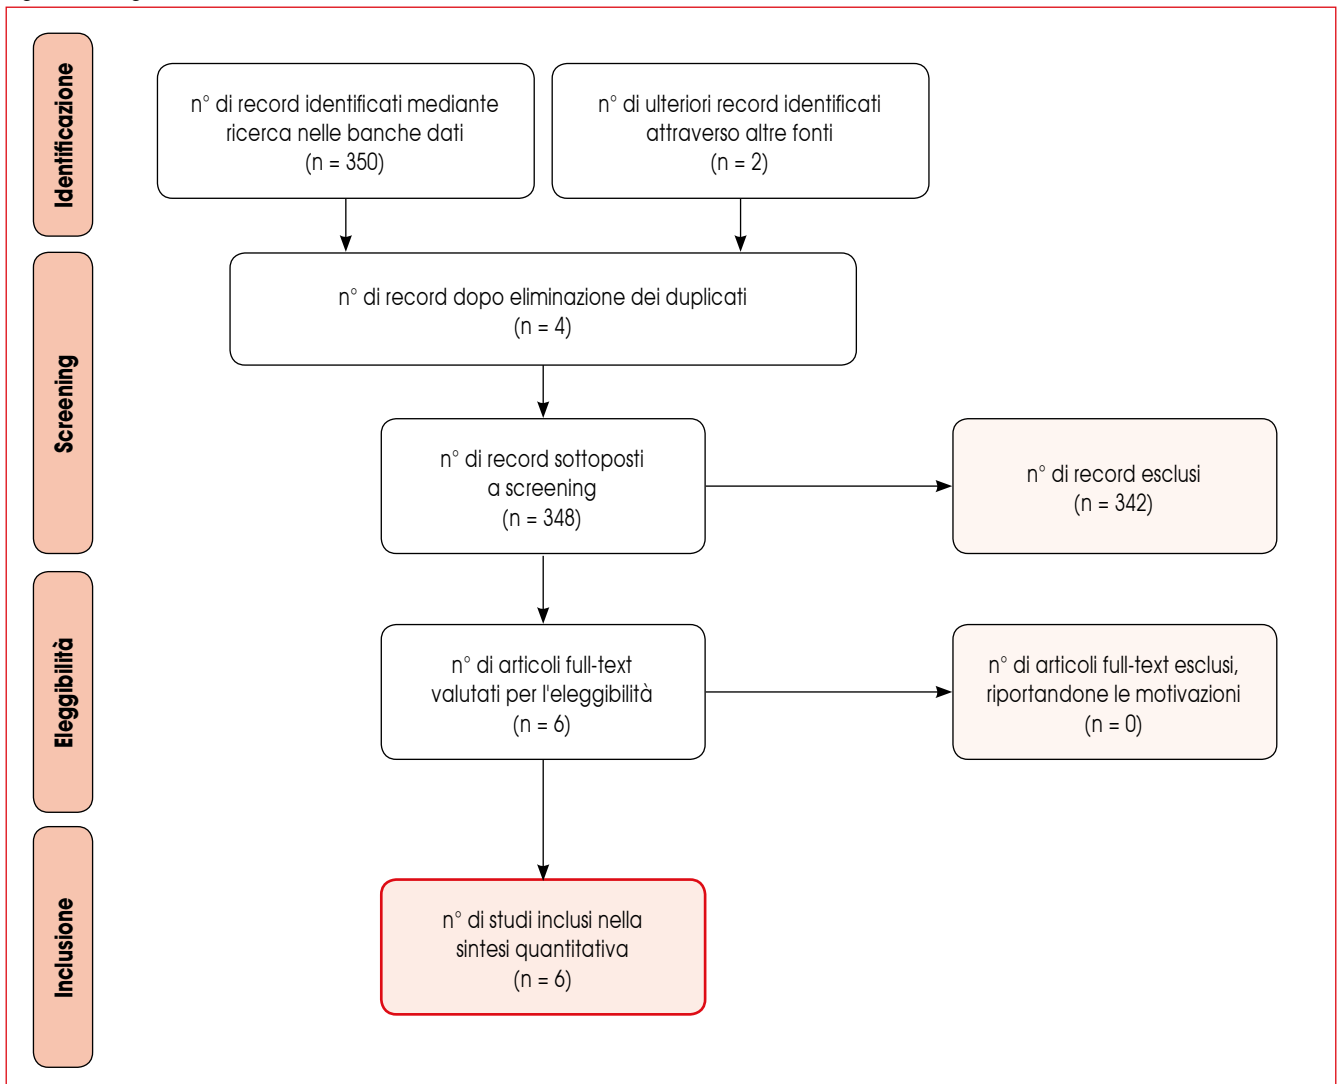 Identificazione
n° di record identificati mediante
ricerca nelle banche dati
(n = 350)
n° di ulteriori record identificati
attraverso altre fonti
(n = 2)
Screening
n° di record dopo eliminazione dei duplicati
(n = 4)
n° di record sottoposti
a screening
(n = 348)
n° di record esclusi
(n = 342)
Eleggibilità
n° di articoli full-text
valutati per l'eleggibilità
(n = 6)
n° di articoli full-text esclusi,
riportandone le motivazioni
(n = 0)
Inclusione
n° di studi inclusi nella
sintesi quantitativa
(n = 6)